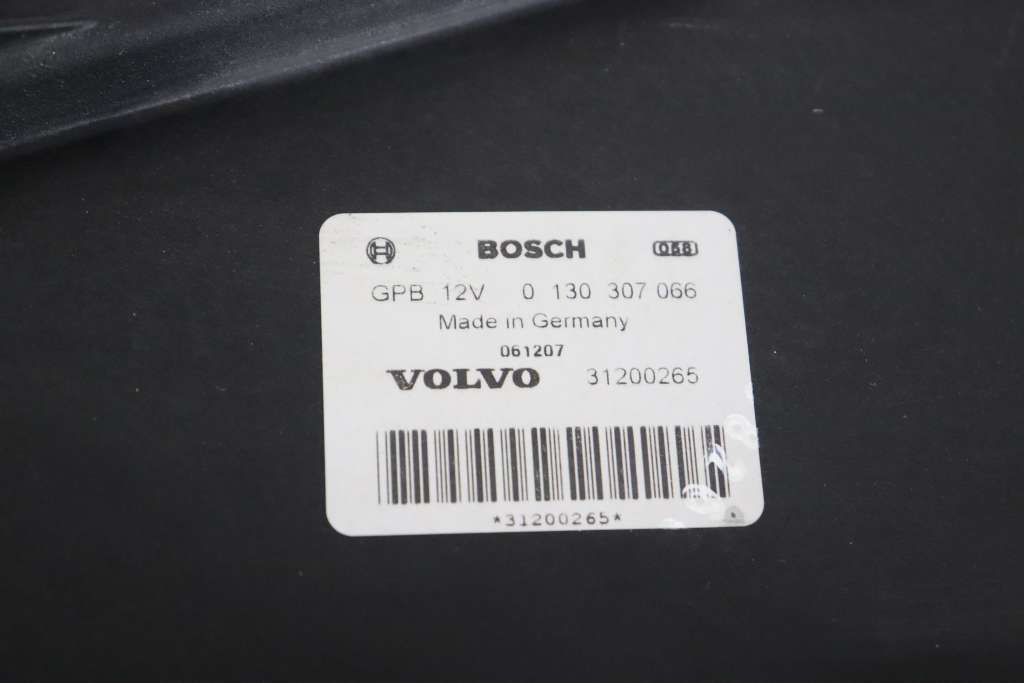 BOSCH 058
GPB 12V 0 130 307 066
Made in Germany
061207
VOLVO 31200265
*31200265*